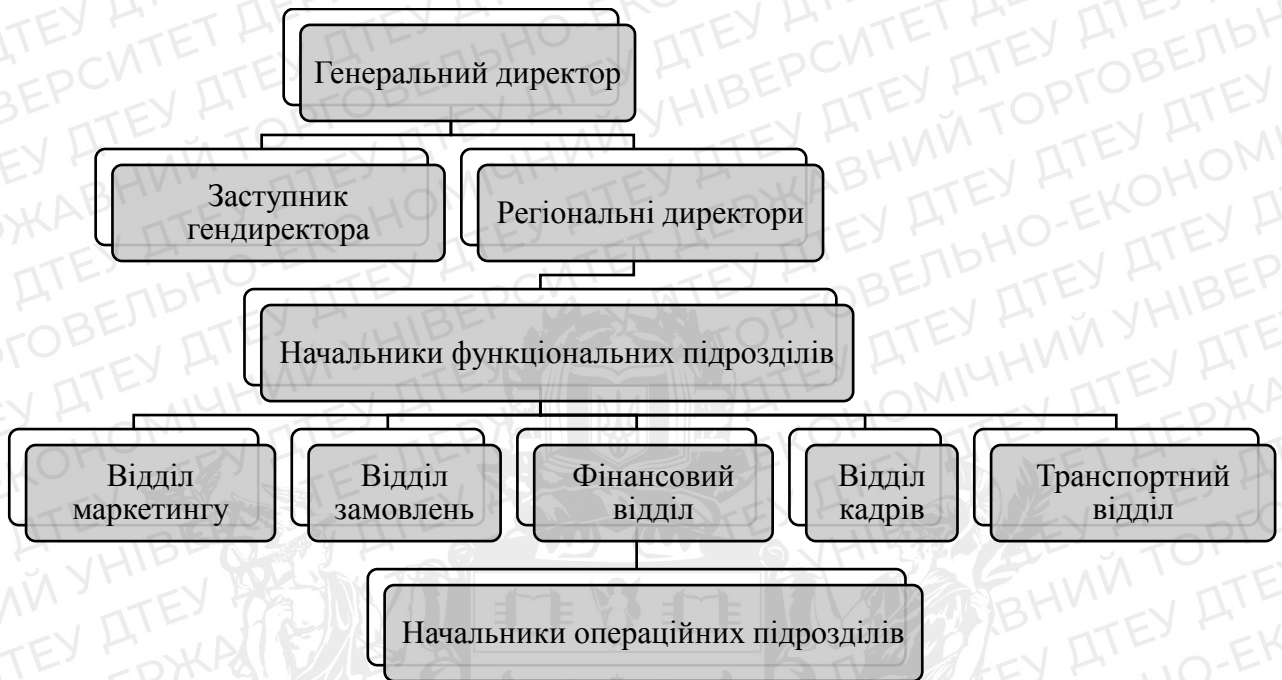 Генеральний директор
Заступник
гендиректора
Регіональні директори
Начальники функціональних підрозділів
Відділ
маркетингу
Відділ
замовлень
Фінансовий
відділ
Відділ
кадрів
Транспортний
відділ
Начальники операційних підрозділів